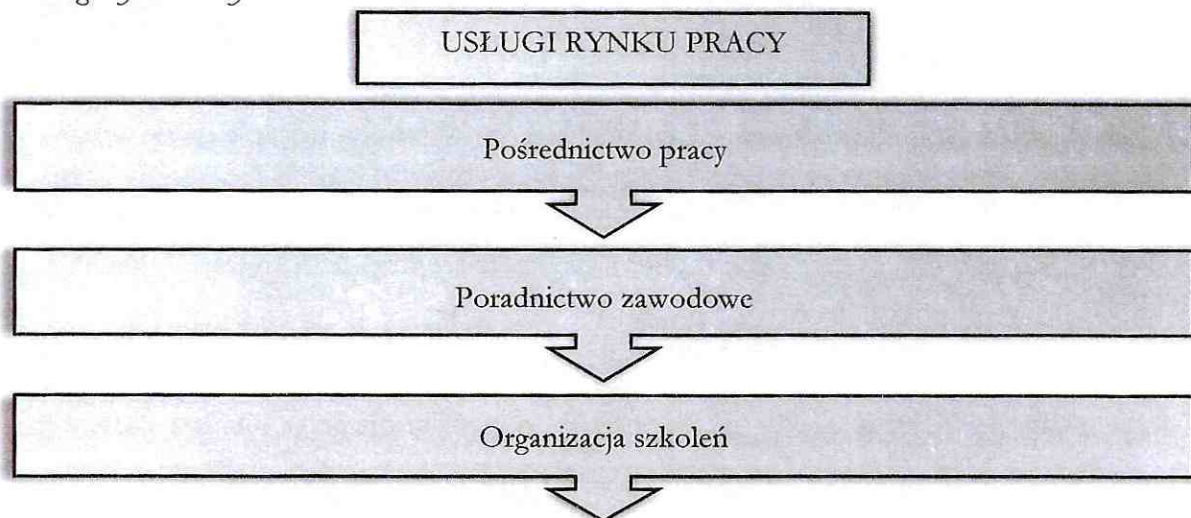 USŁUGI RYNKU PRACY
Pośrednictwo pracy
Poradnictwo zawodowe
Organizacja szkoleń